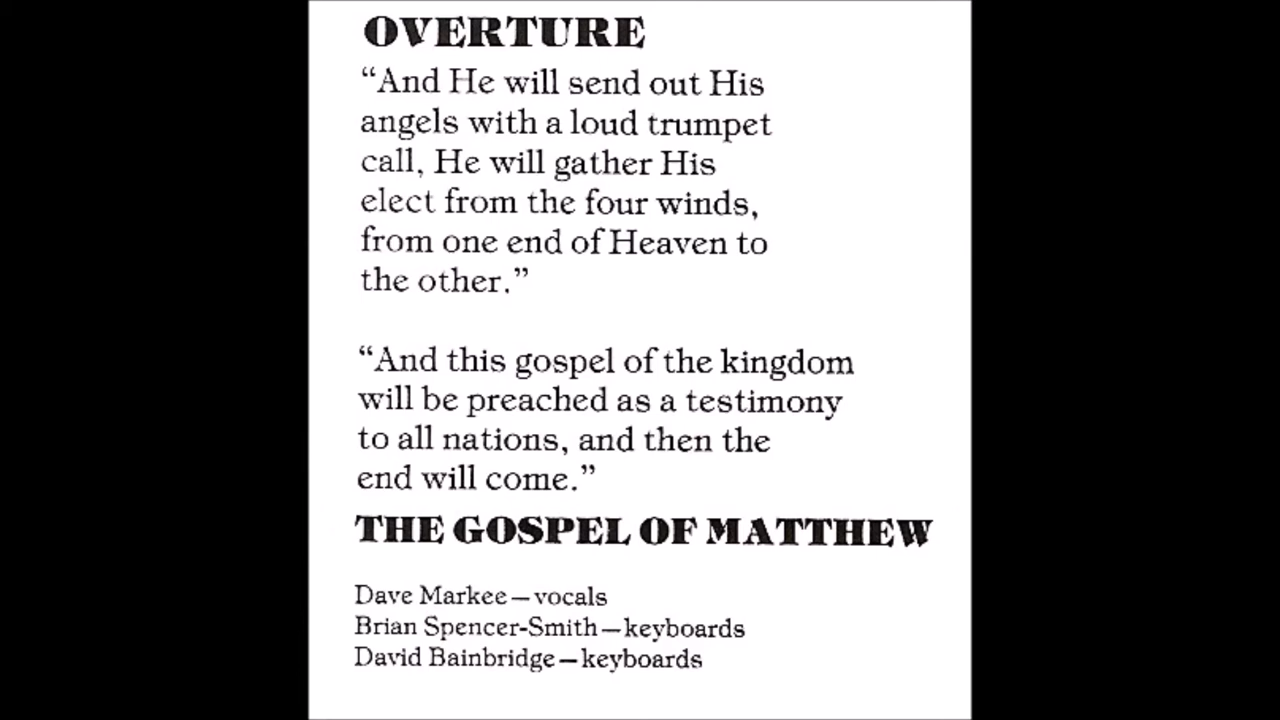 OVERTURE
“And He will send out His
angels with a loud trumpet
call, He will gather His
elect from the four winds,
from one end of Heaven to
the other.”
“And this gospel of the kingdom
will be preached as a testimony
to all nations, and then the
end will come.”
THE GOSPEL OF MATTHEW
Dave Markee—vocals
Brian Spencer-Smith—keyboards
David Bainbridge—keyboards